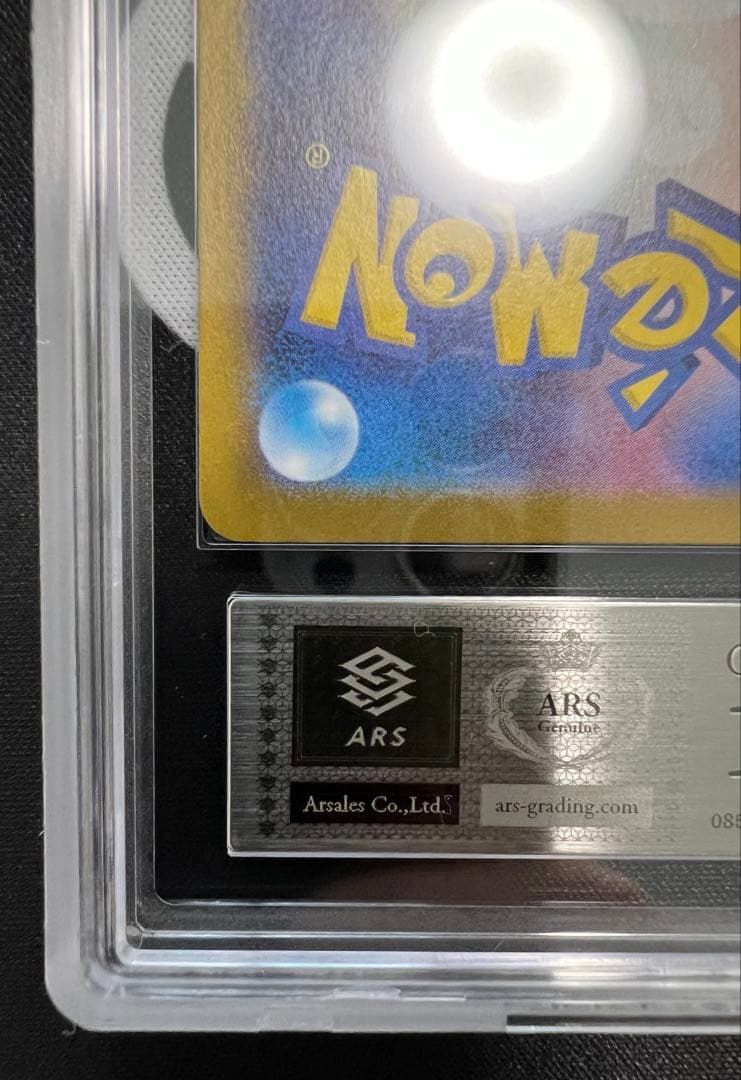 ®
POKéMON
ARS
Arsales Co.,Ltd.
ARS
Genuine
ars-grading.com